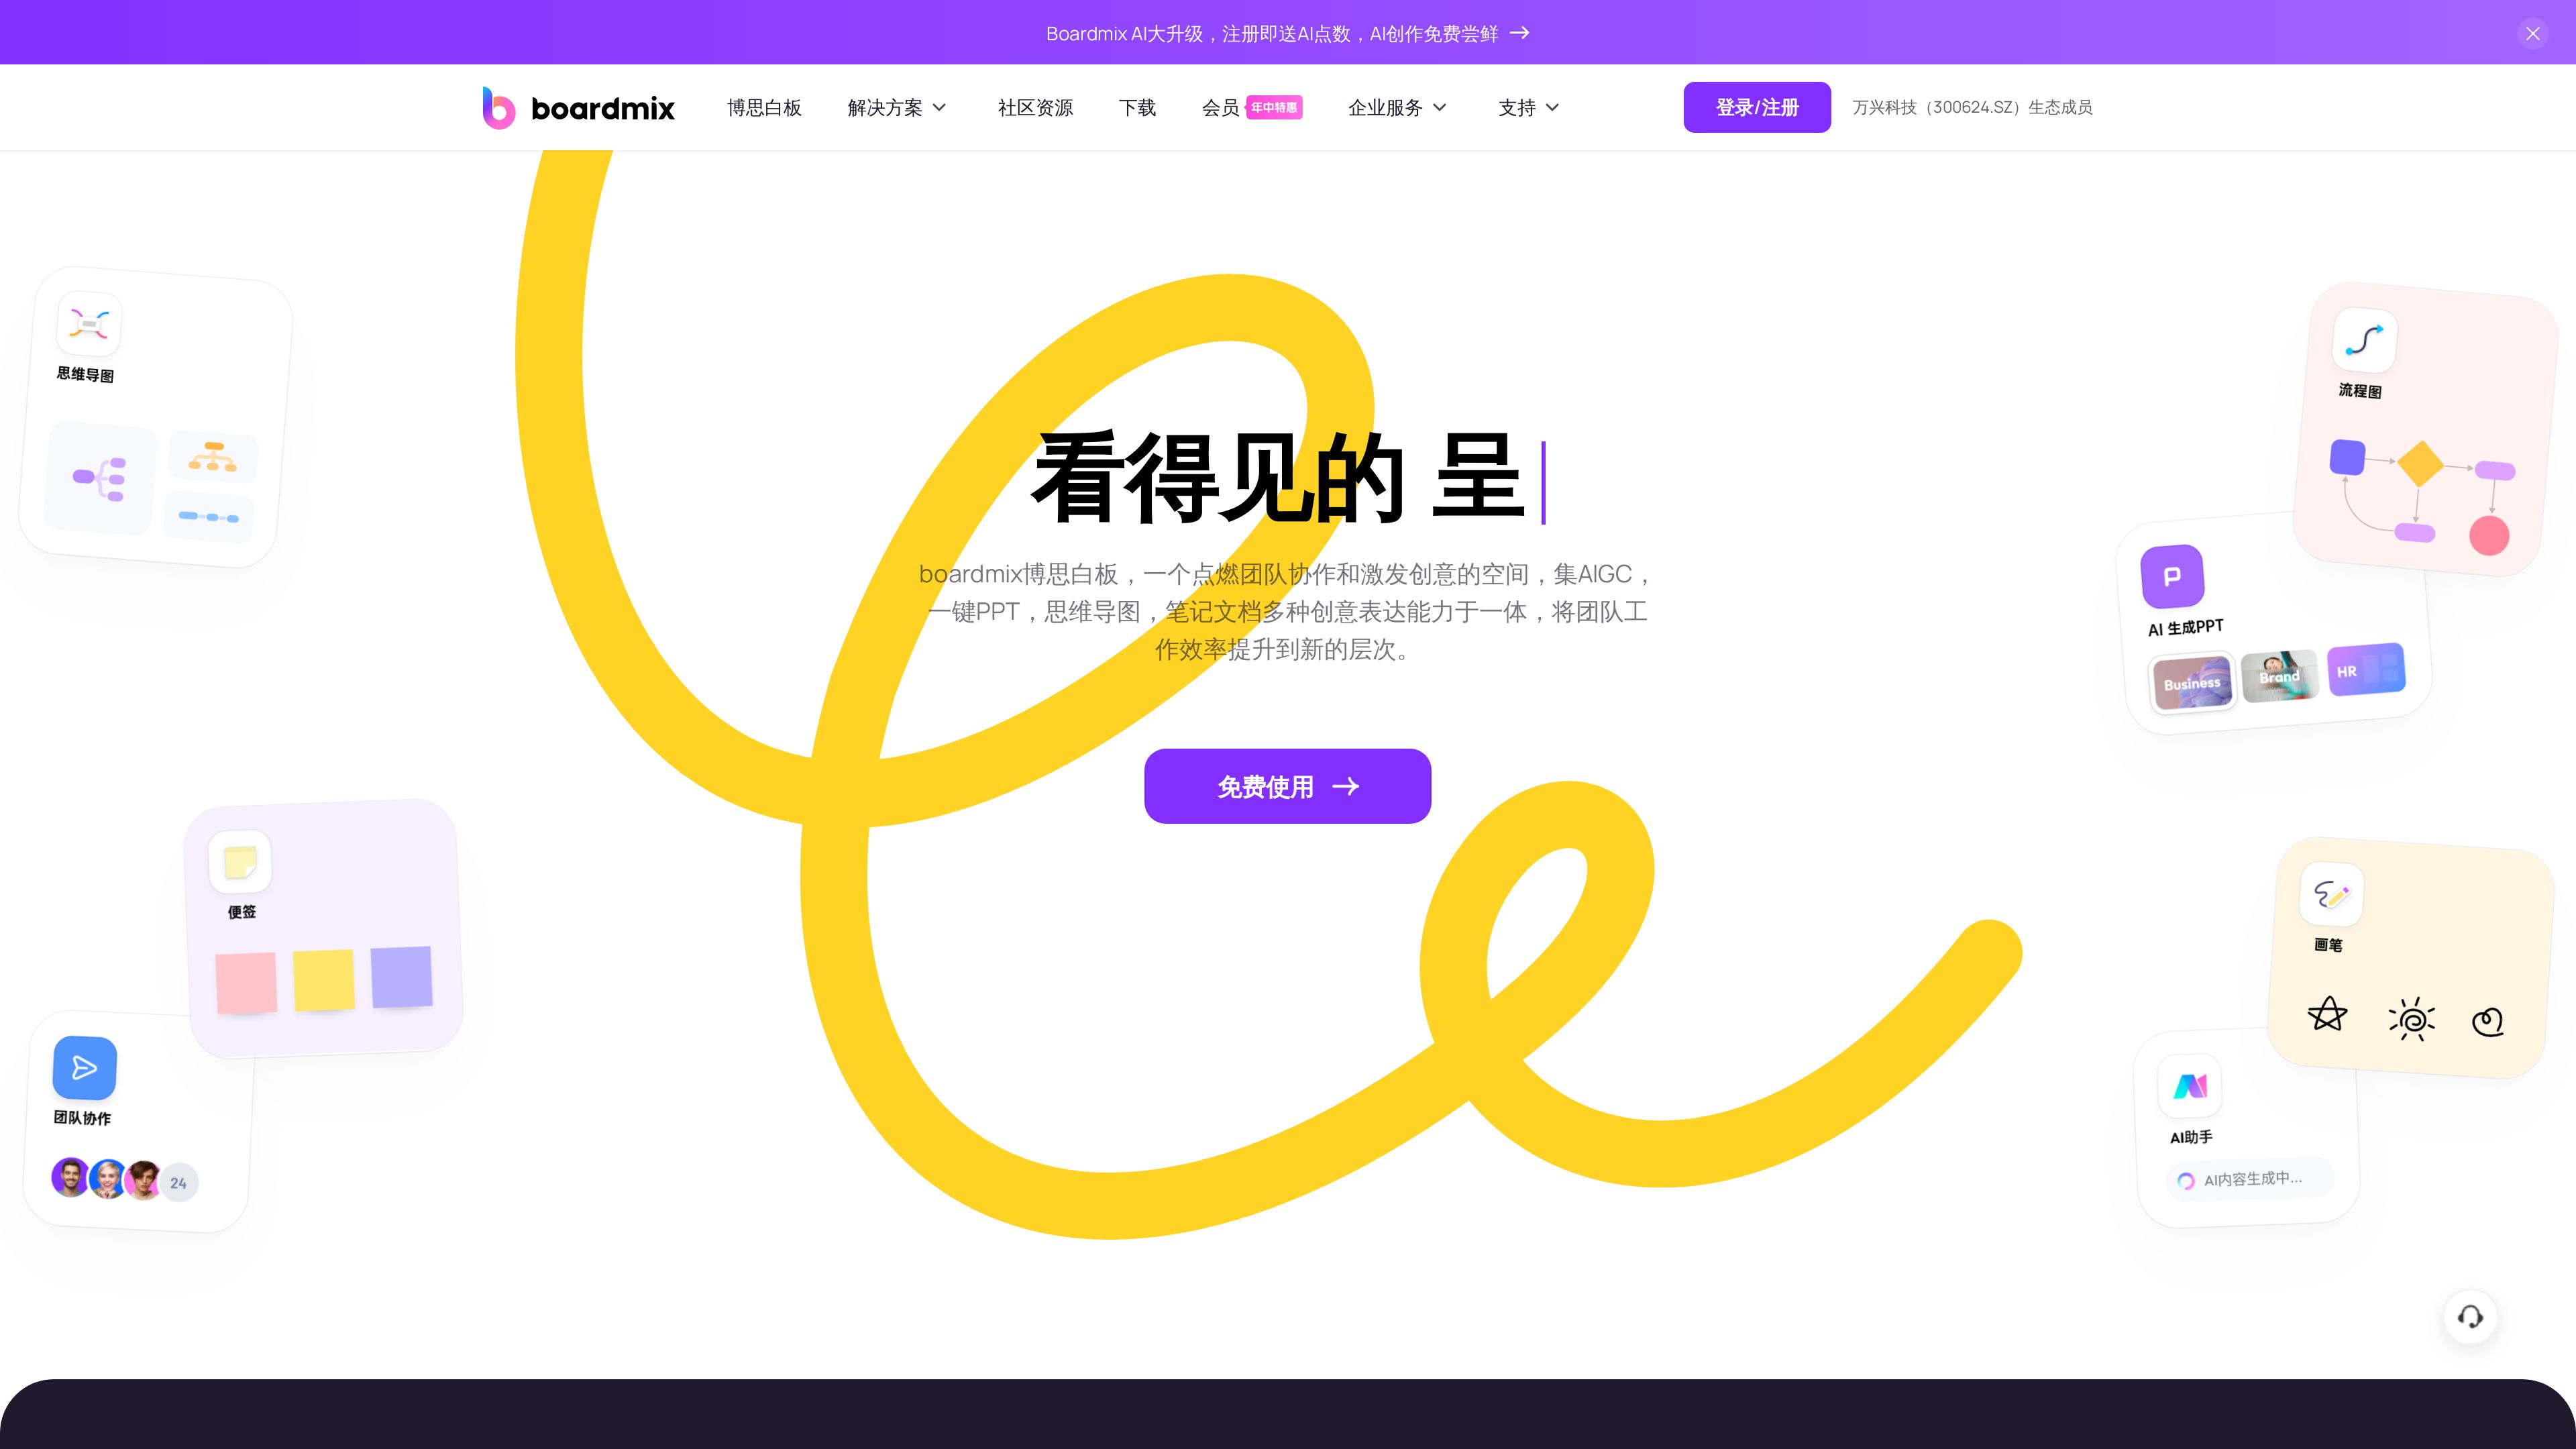 Boardmix AI大升级，注册即送AI点数，AI创作免费尝鲜
boardmix 博思白板 解决方案 社区资源 下载 会员 年中特惠 企业服务 支持 登录/注册 万兴科技（300624.SZ）生态成员
思维导图
流程图
看得见的 呈
boardmix博思白板，一个点燃团队协作和激发创意的空间，集AIGC，
一键PPT，思维导图，笔记文档多种创意表达能力于一体，将团队工
作效率提升到新的层次。
AI 生成PPT
Business Brand HR
免费使用
便签
画笔
团队协作
24
AI助手
AI内容生成中...